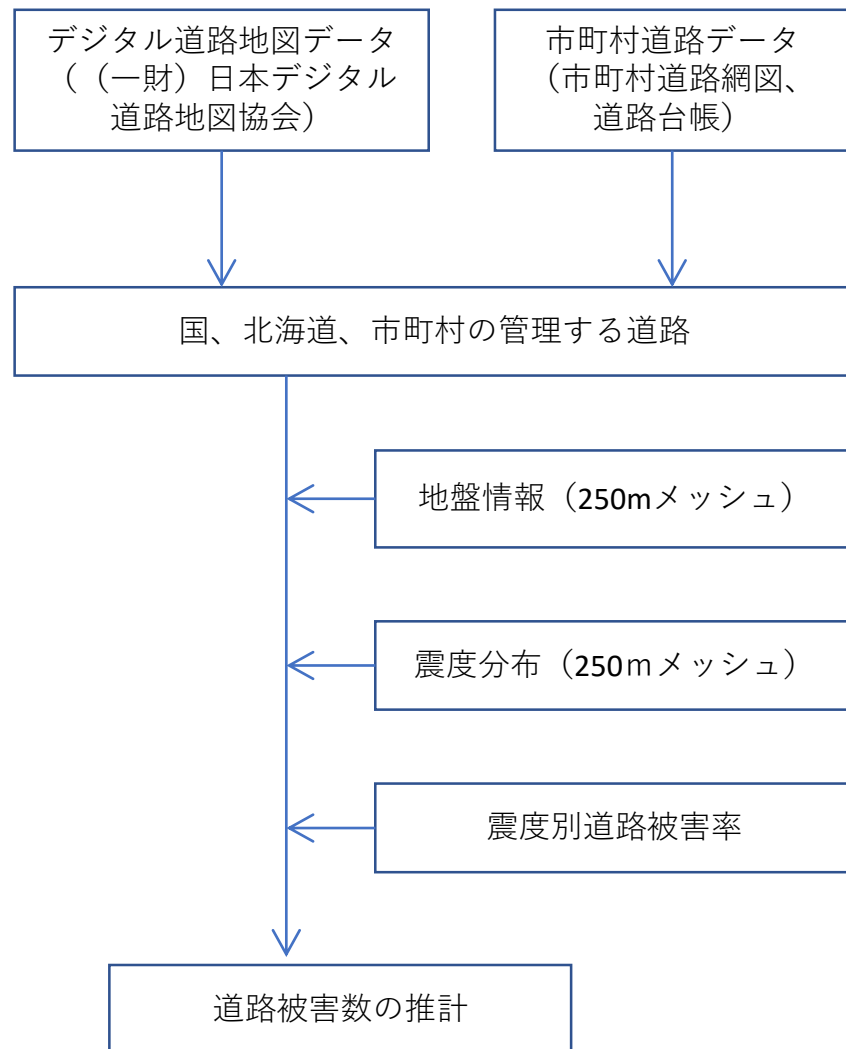 デジタル道路地図データ
（（一財）日本デジタル
道路地図協会）
市町村道路データ
（市町村道路網図、
道路台帳）
国、北海道、市町村の管理する道路
地盤情報（250mメッシュ）
震度分布（250ｍメッシュ）
震度別道路被害率
道路被害数の推計